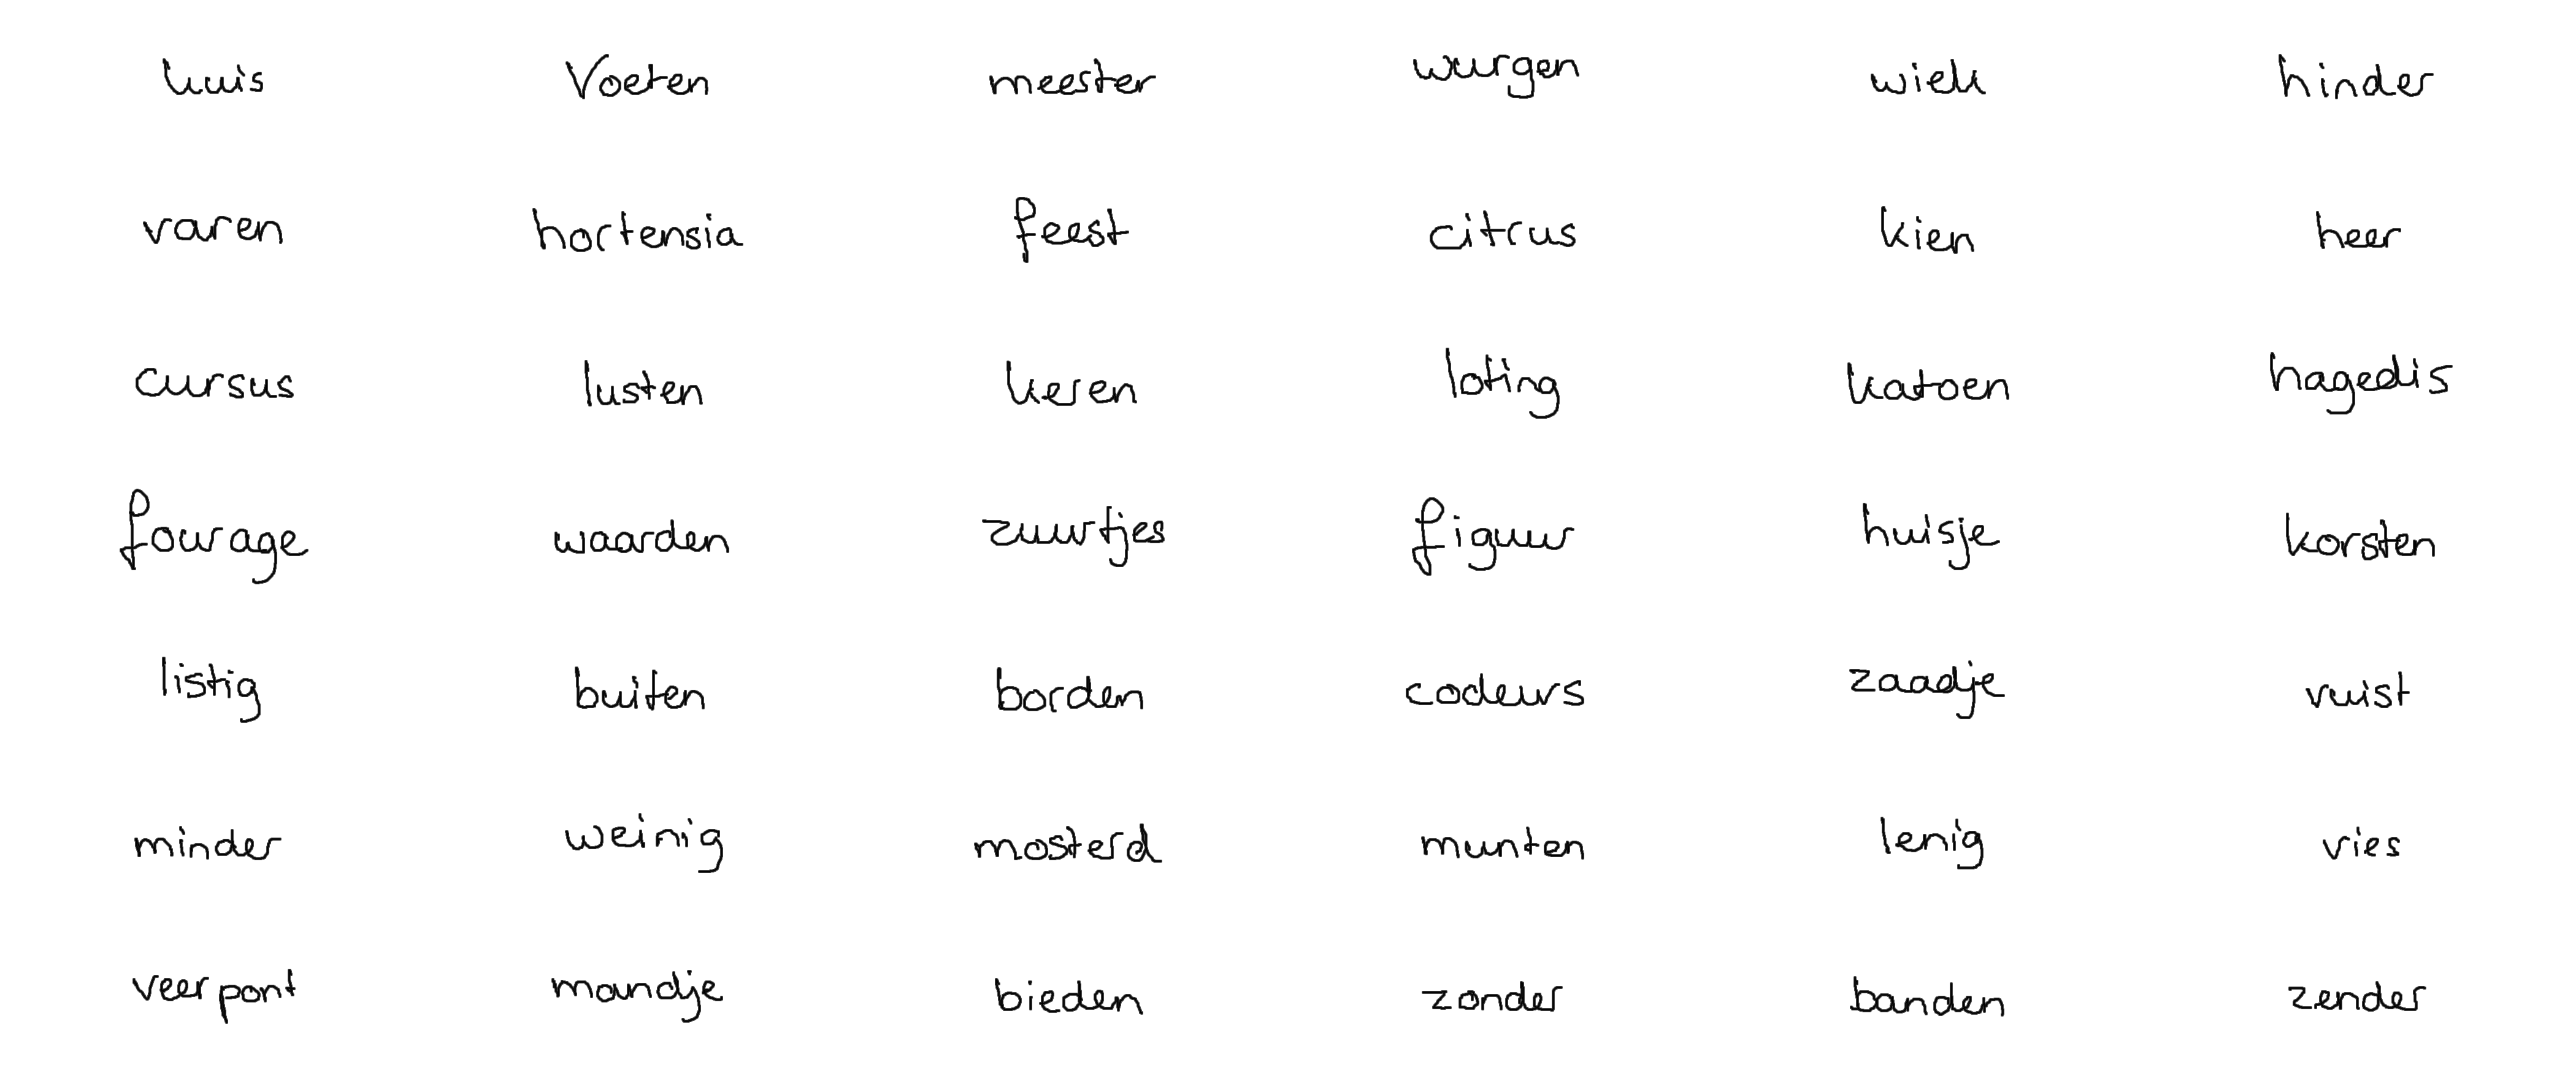 kuis Voeten meester wurgen wiek hinder
varen hortensia feest citrus kien heer
cursus lusten keren loting katoen hagedis
fourage waarden zuurtjes figuur huisje korsten
listig buiten borden codeurs zaadje vuist
minder weinig mosterd munten lenig vies
veerpont mandje bieden zonder banden zender